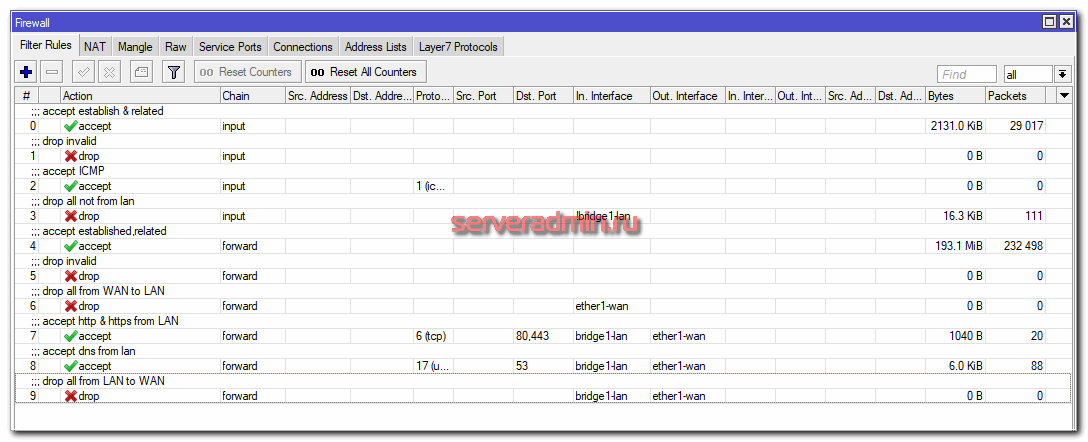 Firewall
Filter Rules NAT Mangle Raw Service Ports Connections Address Lists Layer7 Protocols
00 Reset Counters 00 Reset All Counters Find all
# Action Chain Src. Address Dst. Addre... Proto... Src. Port Dst. Port In. Interface Out. Interface In. Inter... Out. Int... Src. Ad... Dst. Ad... Bytes Packets
;;; accept establish & related
0 accept input 2131.0 KiB 29 017
;;; drop invalid
1 drop input 0 B 0
;;; accept ICMP
2 accept input 1 (ic... 0 B 0
;;; drop all not from lan
3 drop input !bridge1-lan 16.3 KiB 111
serveradmin.ru
;;; accept established,related
4 accept forward 193.1 MiB 232 498
;;; drop invalid
5 drop forward 0 B 0
;;; drop all from WAN to LAN
6 drop forward ether1-wan 0 B 0
;;; accept http & https from LAN
7 accept forward 6 (tcp) 80,443 bridge1-lan ether1-wan 1040 B 20
;;; accept dns from lan
8 accept forward 17 (u... 53 bridge1-lan ether1-wan 6.0 KiB 88
;;; drop all from LAN to WAN
9 drop forward bridge1-lan ether1-wan 0 B 0